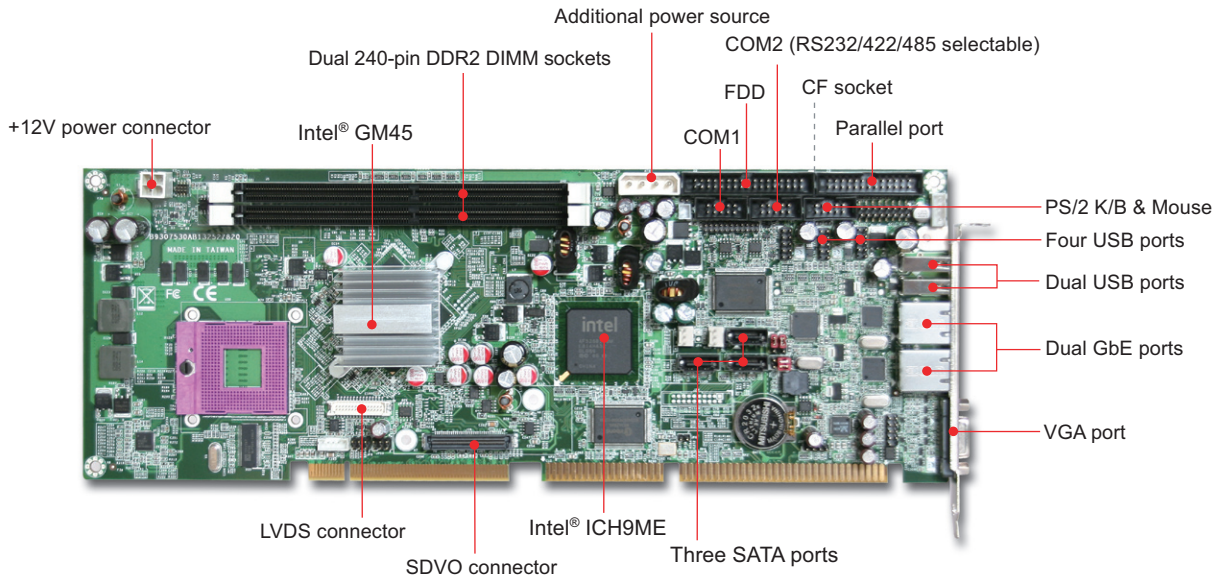 Additional power source
COM2 (RS232/422/485 selectable)
Dual 240-pin DDR2 DIMM sockets
FDD
CF socket
+12V power connector
Intel® GM45
COM1
Parallel port
PS/2 K/B & Mouse
Four USB ports
MADE IN TAIWAN
Dual USB ports
FC CE
intel
Dual GbE ports
VGA port
LVDS connector
Intel® ICH9ME
Three SATA ports
SDVO connector